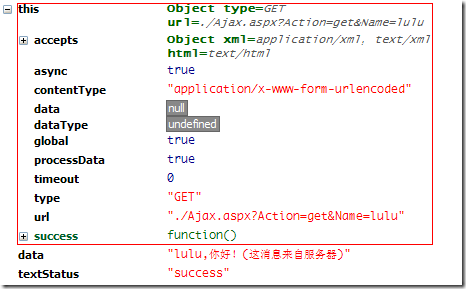 this Object type=GET
url=./Ajax.aspx?Action=get&Name=lulu
accepts Object xml=application/xml, text/xml
html=text/html
async true
contentType "application/x-www-form-urlencoded"
data null
dataType undefined
global true
processData true
timeout 0
type "GET"
url "./Ajax.aspx?Action=get&Name=lulu"
success function()
data "lulu,你好！(这消息来自服务器)"
textStatus "success"